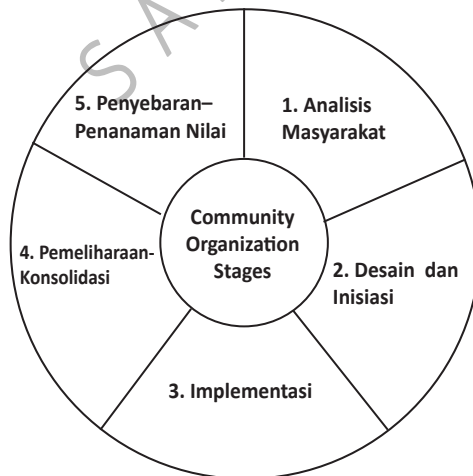 S A
5. Penyebaran–
Penanaman Nilai
1. Analisis
Masyarakat
Community
Organization
Stages
4. Pemeliharaan-
Konsolidasi
2. Desain dan
Inisiasi
3. Implementasi